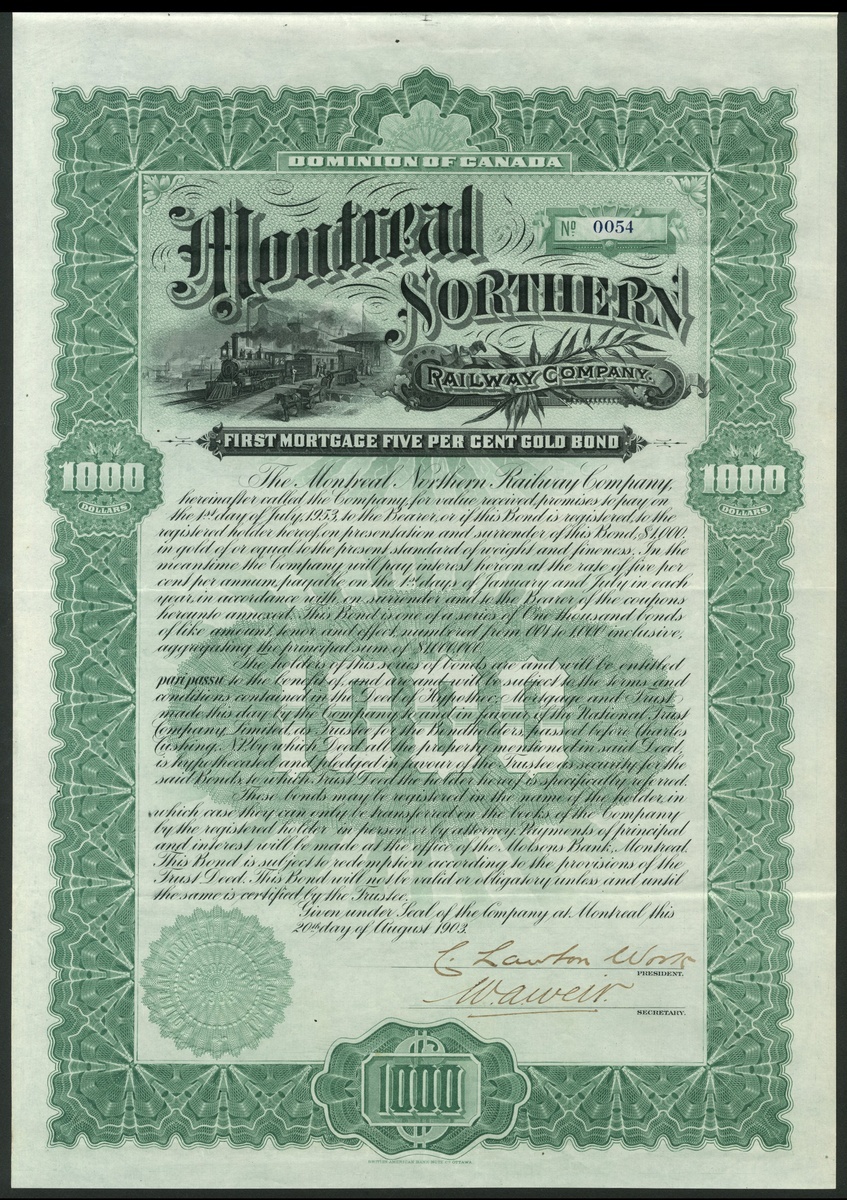 DOMINION OF CANADA
Montreal
Nº 0054
NORTHERN
RAILWAY COMPANY.
FIRST MORTGAGE FIVE PER CENT GOLD BOND
1000 DOLLARS
1000 DOLLARS
The Montreal Northern Railway Company,
hereinafter called the Company, for value received, promises to pay on
the 1st day of July, 1953, to the Bearer, or if this Bond is registered, to the
registered holder hereof, on presentation and surrender of this Bond, $1,000.
in gold of or equal to the present standard of weight and fineness. In the
meantime the Company will pay interest hereon at the rate of five per
cent per annum, payable on the 1st days of January and July in each
year, in accordance with, on surrender and to the Bearer of the coupons
hereunto annexed. This Bond is one of a series of One thousand bonds
of like amount, tenor and effect, numbered from 001 to 1,000 inclusive,
aggregating the principal sum of $1,000,000.
The holders of this series of bonds are and will be entitled
pari passu to the benefit of, and are and will be subject to the terms and
conditions contained in the Deed of Hypothec, Mortgage and Trust
made this day by the Company to and in favour of the National Trust
Company, Limited, as Trustee for the Bondholders, passed before Charles
Cushing, N.P. by which Deed all the property mentioned in said Deed,
is hypothecated and pledged in favour of the Trustee as security for the
said Bonds, to which Trust Deed the holder hereof is specifically referred.
These bonds may be registered in the name of the holder, in
which case they can only be transferred on the books of the Company
by the registered holder in person or by attorney. Payments of principal
and interest will be made at the office of the Molsons Bank, Montreal.
This Bond is subject to redemption according to the provisions of the
Trust Deed. This Bond will not be valid or obligatory unless and until
the same is certified by the Trustee.
Given under Seal of the Company at Montreal this
20th day of August 1903.
1000
C. Lawton Work
PRESIDENT.
W. A. Weir.
SECRETARY.
$
1000
BRITISH AMERICAN BANK NOTE CO OTTAWA.